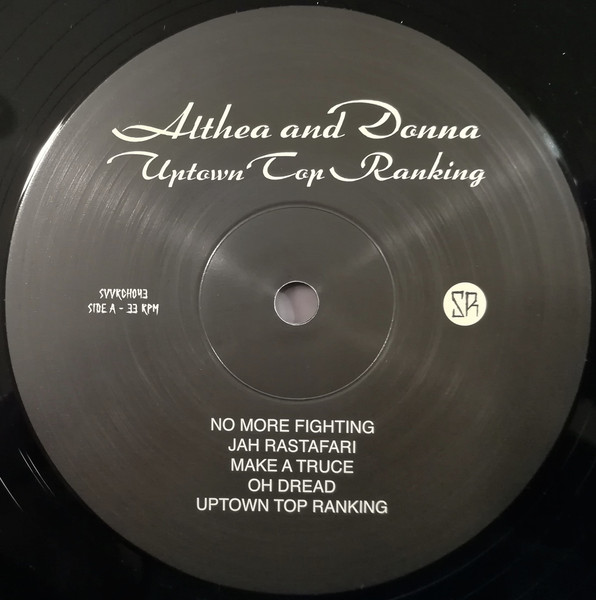 Althea and Donna
Uptown Top Ranking
SVVRCH043
SIDE A - 33 RPM
SR
NO MORE FIGHTING
JAH RASTAFARI
MAKE A TRUCE
OH DREAD
UPTOWN TOP RANKING